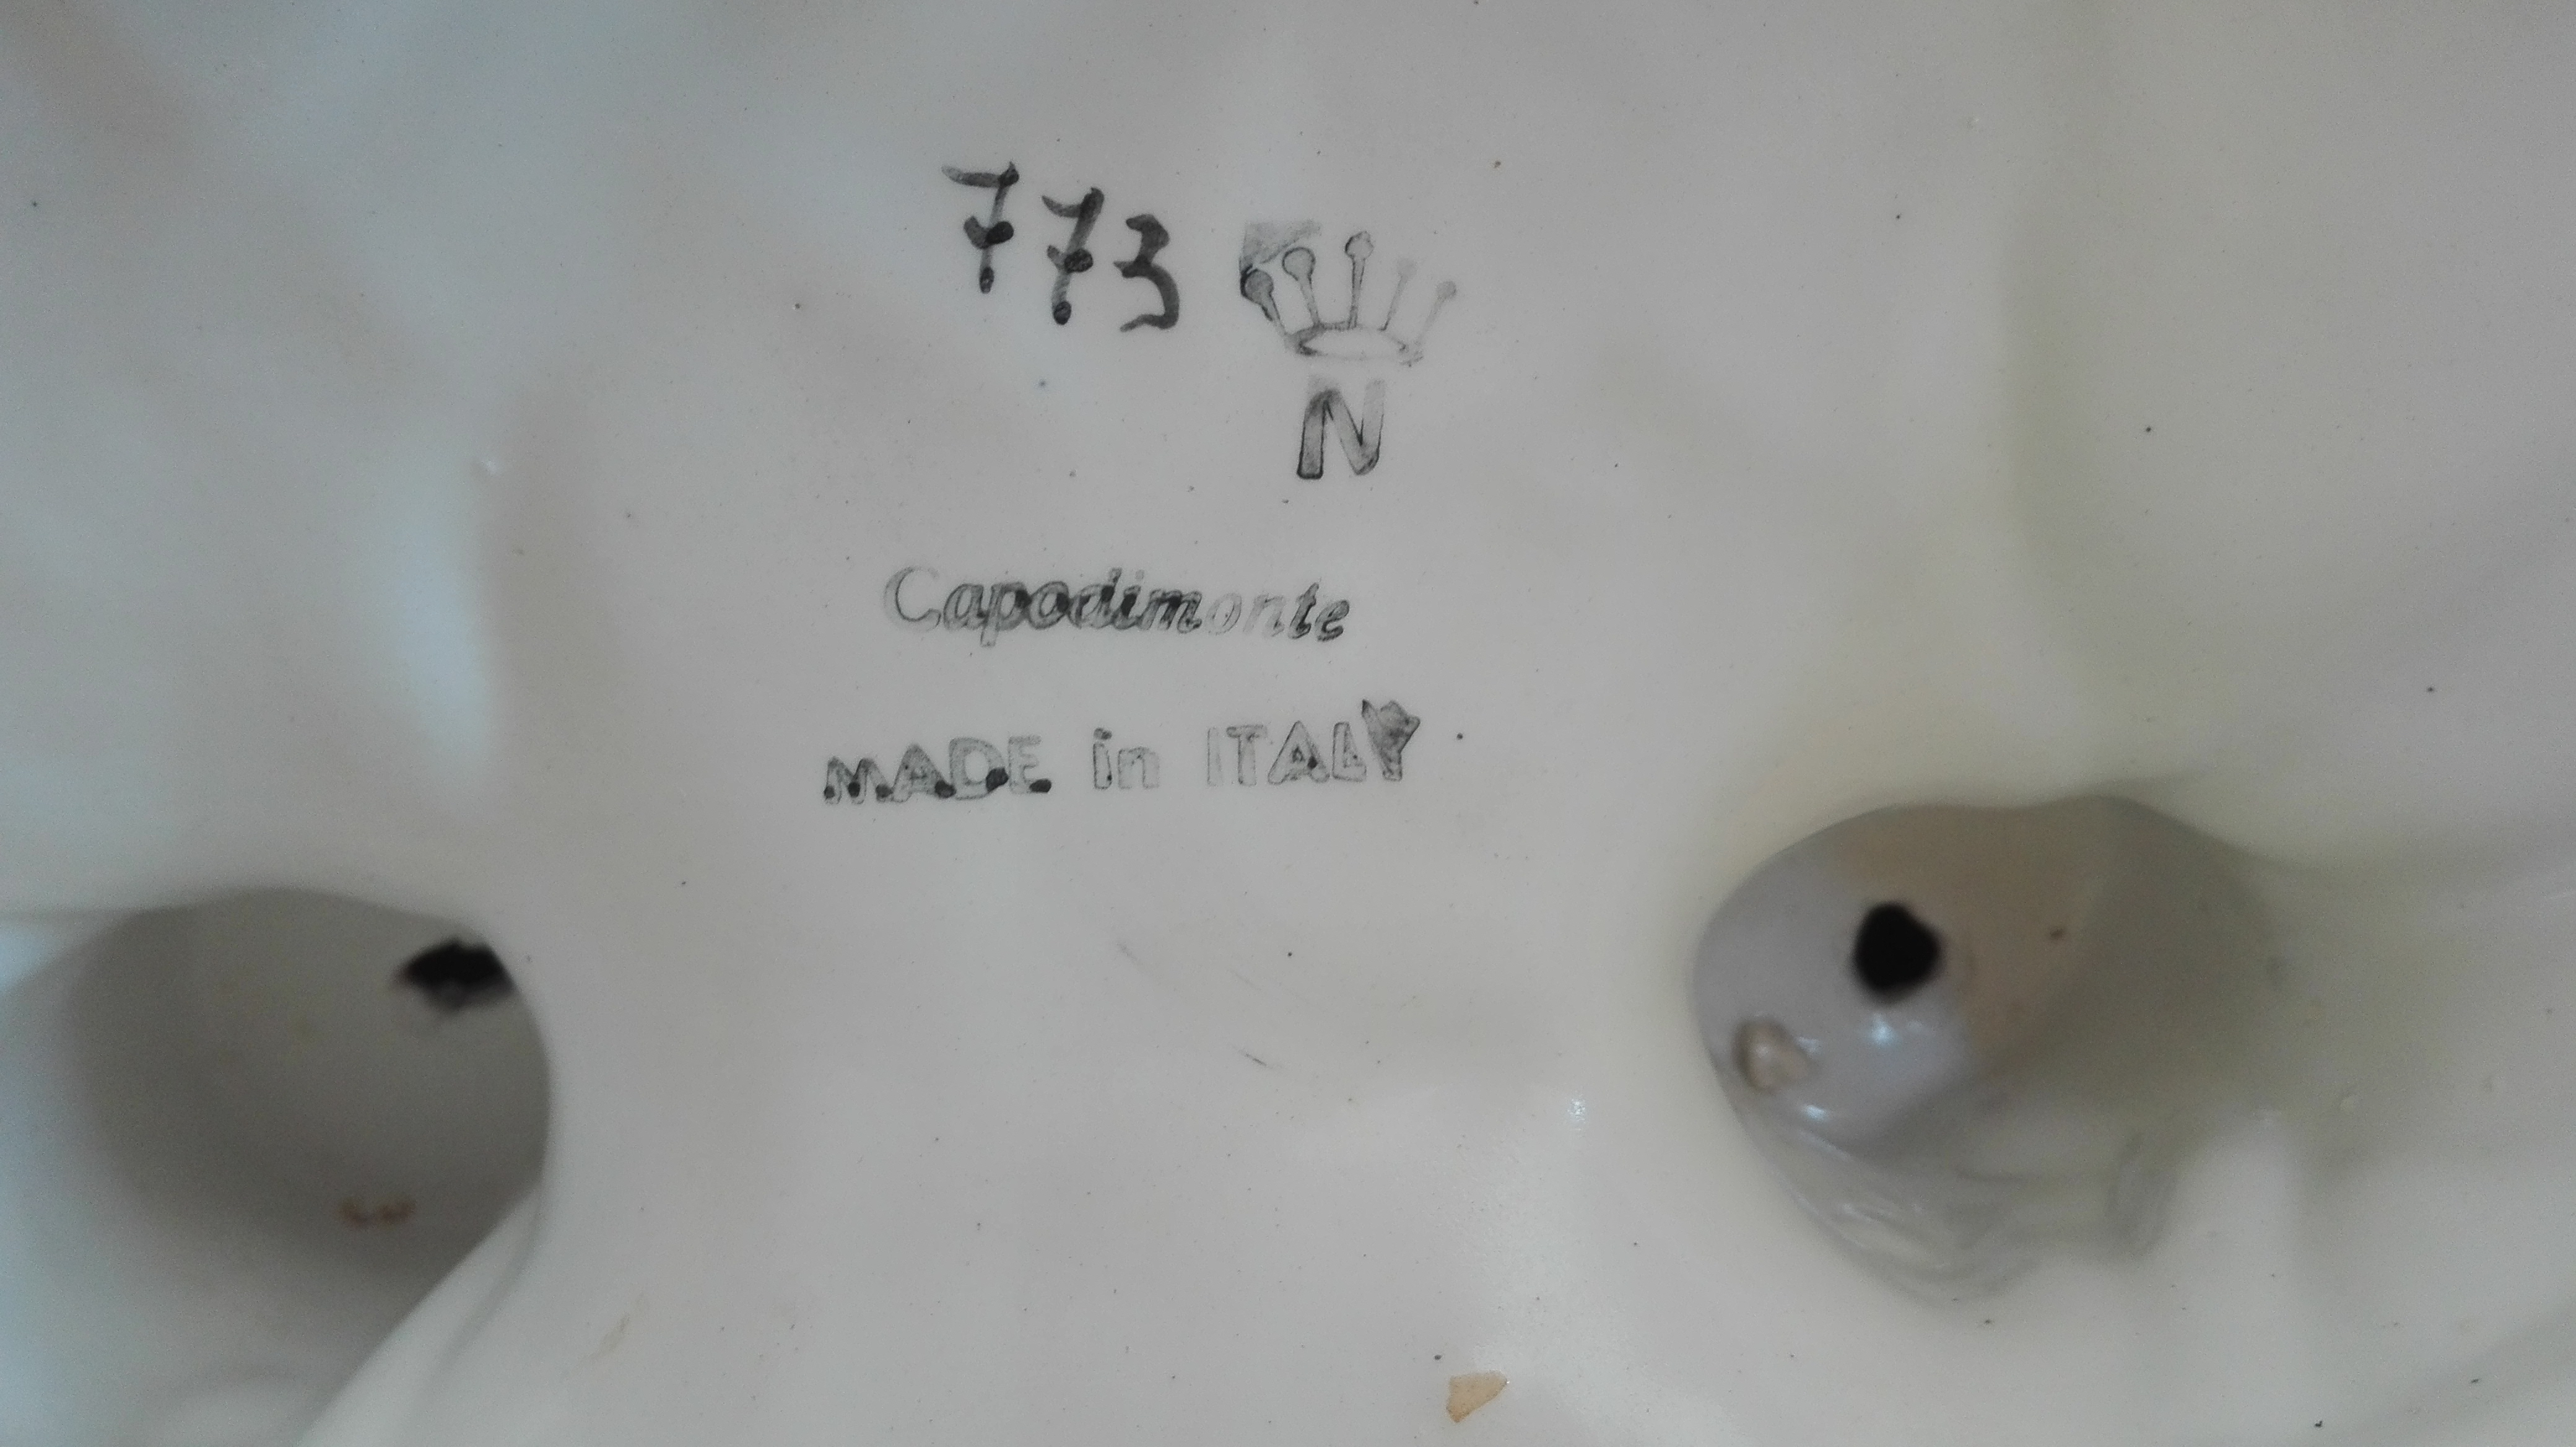 773
N
Capodimonte
MADE in ITALY